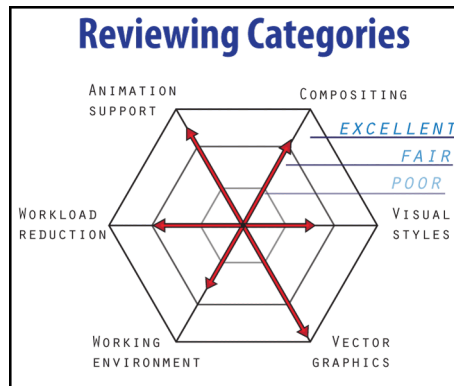 Reviewing Categories
ANIMATION
SUPPORT
COMPOSITING
EXCELLENT
FAIR
POOR
WORKLOAD
REDUCTION
VISUAL
STYLES
WORKING
ENVIRONMENT
VECTOR
GRAPHICS